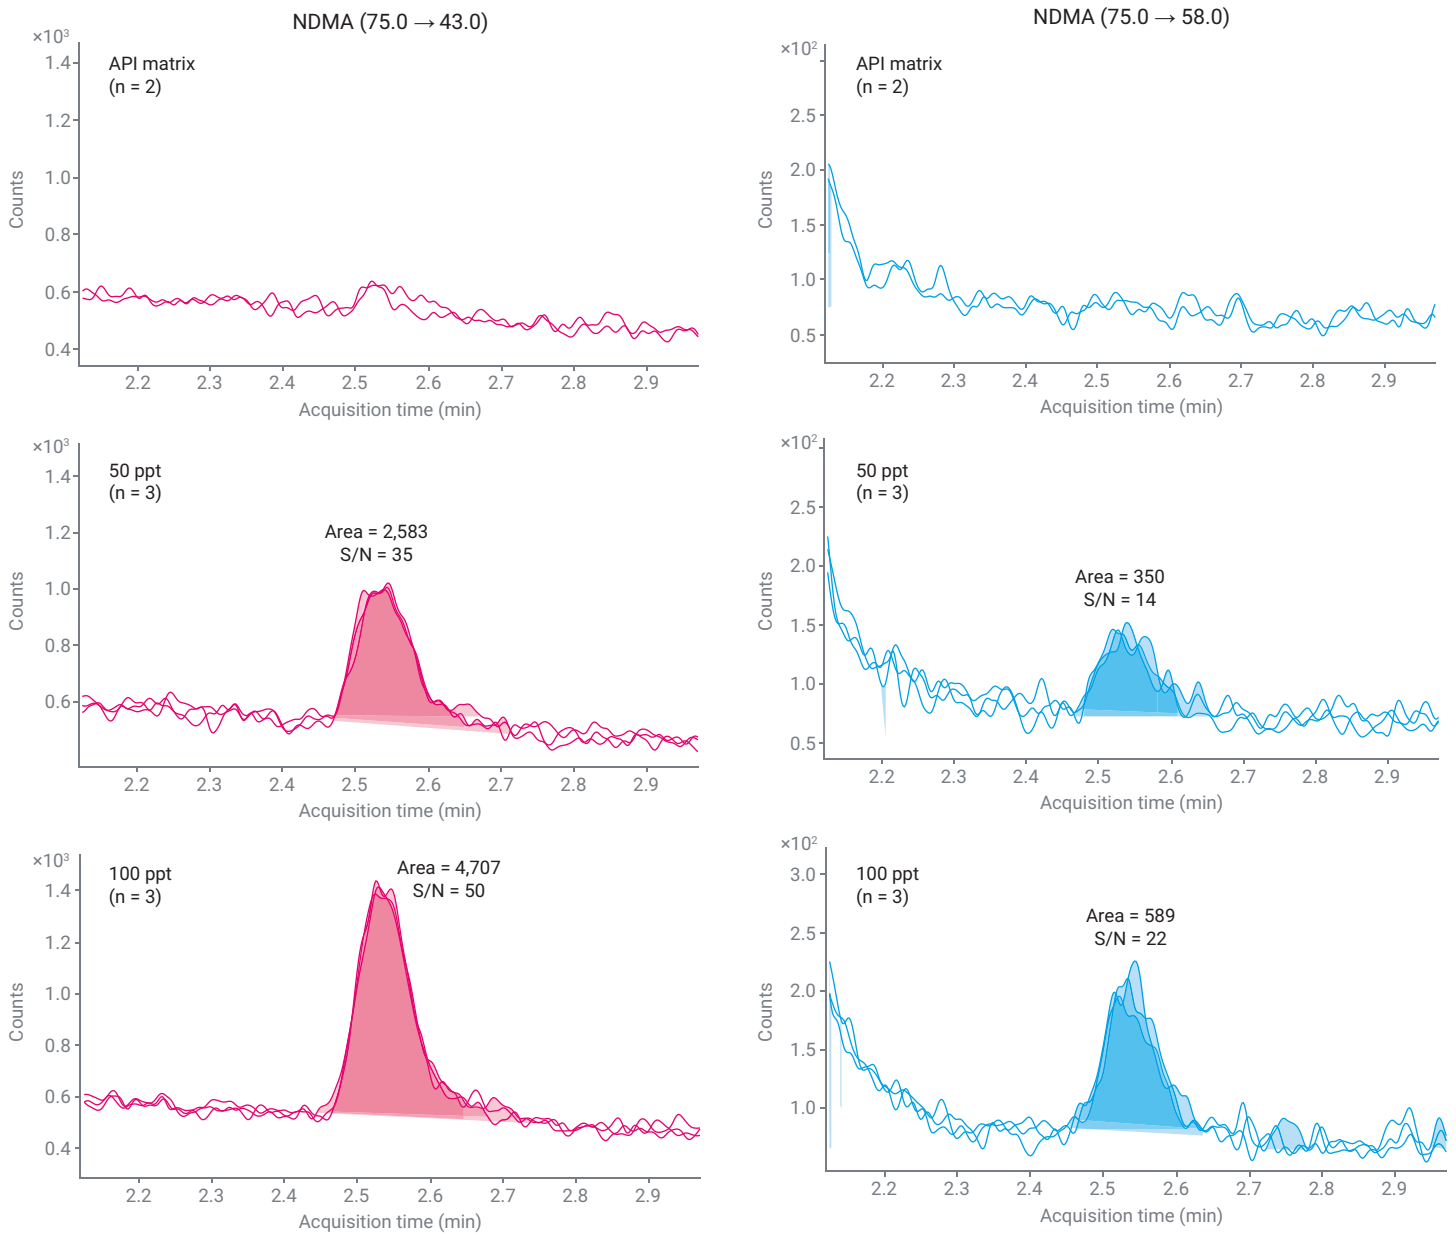 NDMA (75.0 → 43.0)
×10³
1.4
1.2
1.0
0.8
0.6
0.4
Counts
API matrix
(n = 2)
2.2 2.3 2.4 2.5 2.6 2.7 2.8 2.9
Acquisition time (min)
NDMA (75.0 → 58.0)
×10²
2.5
2.0
1.5
1.0
0.5
Counts
API matrix
(n = 2)
2.2 2.3 2.4 2.5 2.6 2.7 2.8 2.9
Acquisition time (min)
×10³
1.4
1.2
1.0
0.8
0.6
Counts
50 ppt
(n = 3)
Area = 2,583
S/N = 35
2.2 2.3 2.4 2.5 2.6 2.7 2.8 2.9
Acquisition time (min)
×10²
2.5
2.0
1.5
1.0
0.5
Counts
50 ppt
(n = 3)
Area = 350
S/N = 14
2.2 2.3 2.4 2.5 2.6 2.7 2.8 2.9
Acquisition time (min)
×10³
1.4
1.2
1.0
0.8
0.6
0.4
Counts
100 ppt
(n = 3)
Area = 4,707
S/N = 50
2.2 2.3 2.4 2.5 2.6 2.7 2.8 2.9
Acquisition time (min)
×10²
3.0
2.5
2.0
1.5
1.0
Counts
100 ppt
(n = 3)
Area = 589
S/N = 22
2.2 2.3 2.4 2.5 2.6 2.7 2.8 2.9
Acquisition time (min)